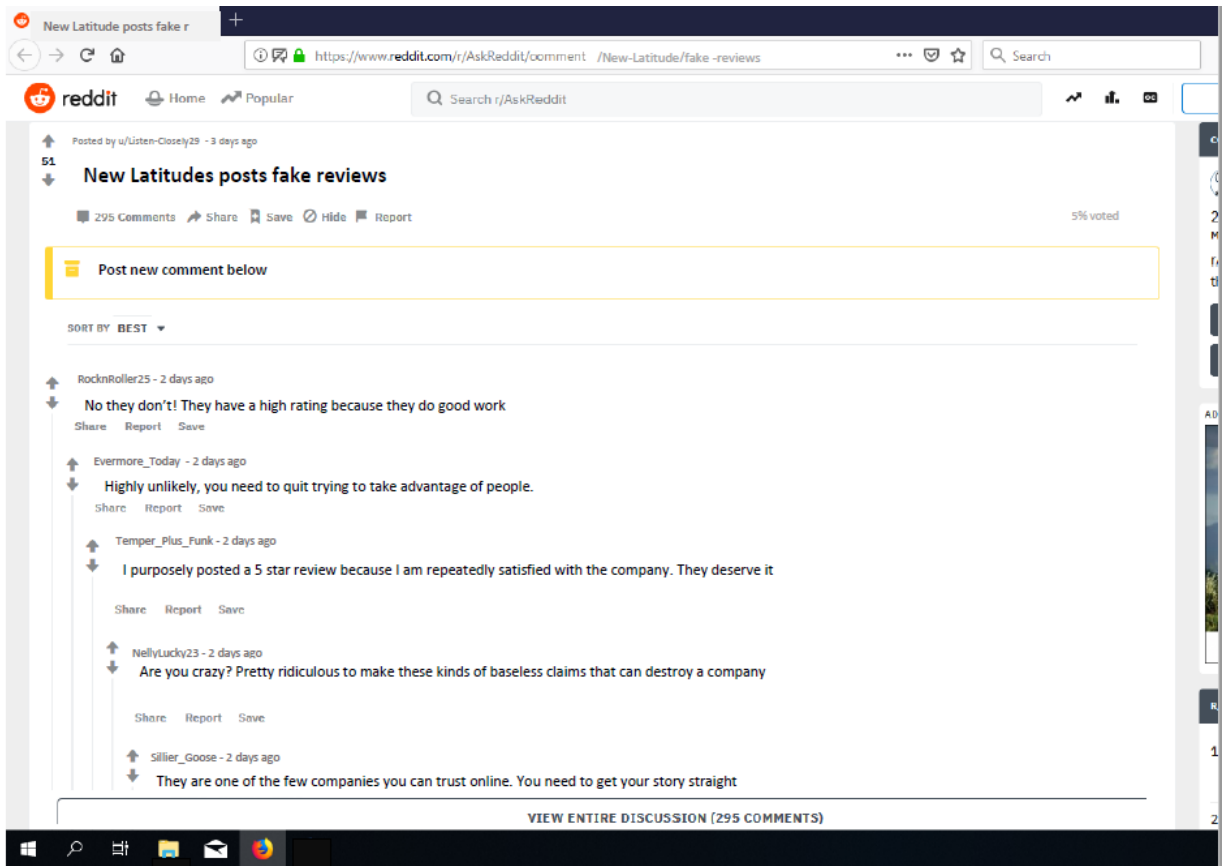 New Latitude posts fake r
https://www.reddit.com/r/AskReddit/comment /New-Latitude/fake -reviews
Search
reddit Home Popular Search r/AskReddit
Posted by u/Listen-Closely29 - 3 days ago
51
New Latitudes posts fake reviews
295 Comments Share Save Hide Report 5% voted
Post new comment below
SORT BY BEST
RocknRoller25 - 2 days ago
No they don't! They have a high rating because they do good work
Share Report Save
Evermore_Today - 2 days ago
Highly unlikely, you need to quit trying to take advantage of people.
Share Report Save
Temper_Plus_Funk - 2 days ago
I purposely posted a 5 star review because I am repeatedly satisfied with the company. They deserve it
Share Report Save
NellyLucky23 - 2 days ago
Are you crazy? Pretty ridiculous to make these kinds of baseless claims that can destroy a company
Share Report Save
Sillier_Goose - 2 days ago
They are one of the few companies you can trust online. You need to get your story straight
VIEW ENTIRE DISCUSSION (295 COMMENTS)